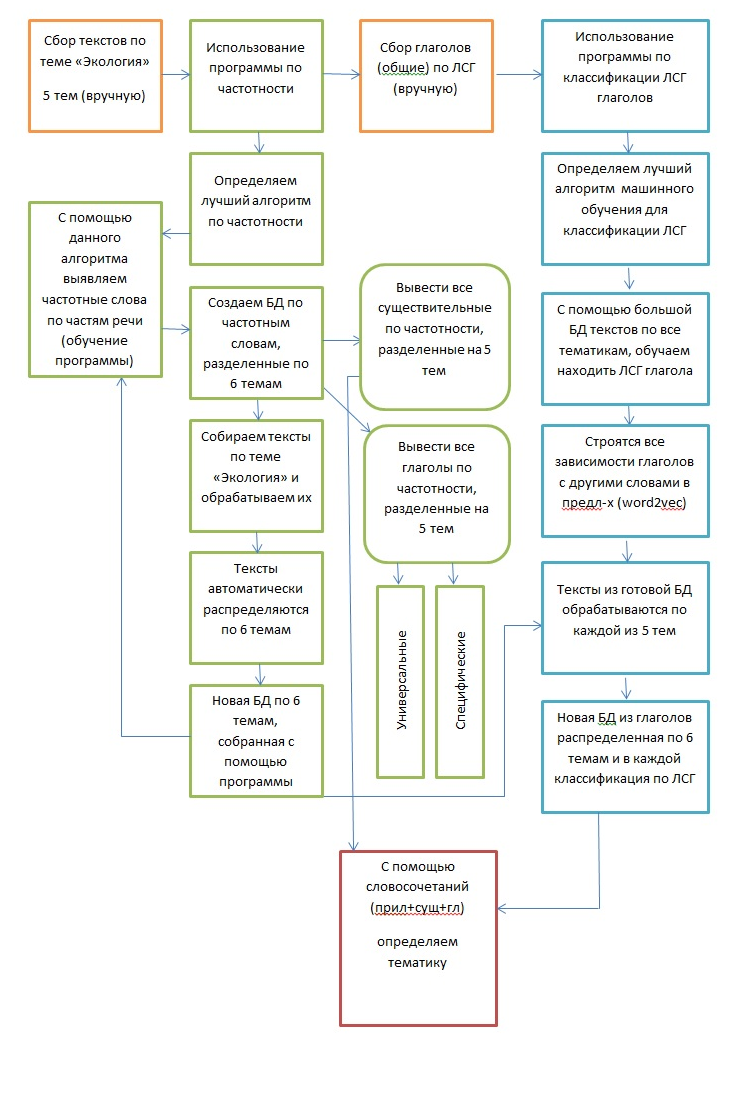 Сбор текстов по
теме «Экология»
5 тем (вручную)
Использование
программы по
частотности
Сбор глаголов
(общие) по ЛСГ
(вручную)
Использование
программы по
классификации ЛСГ
глаголов
Определяем
лучший алгоритм
по частотности
Определяем лучший
алгоритм машинного
обучения для
классификации ЛСГ
С помощью
данного
алгоритма
выявляем
частотные слова
по частям речи
(обучение
программы)
Создаем БД по
частотным
словам,
разделенные по
6 темам
Вывести все
существительные
по частотности,
разделенные на 5
тем
С помощью большой
БД текстов по все
тематикам, обучаем
находить ЛСГ глагола
Собираем тексты
по теме
«Экология» и
обрабатываем их
Вывести все
глаголы по
частотности,
разделенные на
5 тем
Строятся все
зависимости глаголов
с другими словами в
предл-х (word2vec)
Тексты
автоматически
распределяются
по 6 темам
Универсальные
Специфические
Тексты из готовой БД
обрабатываются по
каждой из 5 тем
Новая БД по 6
темам,
собранная с
помощью
программы
Новая БД из глаголов
распределенная по 6
темам и в каждой
классификация по ЛСГ
С помощью
словосочетаний
(прил+сущ+гл)
определяем
тематику